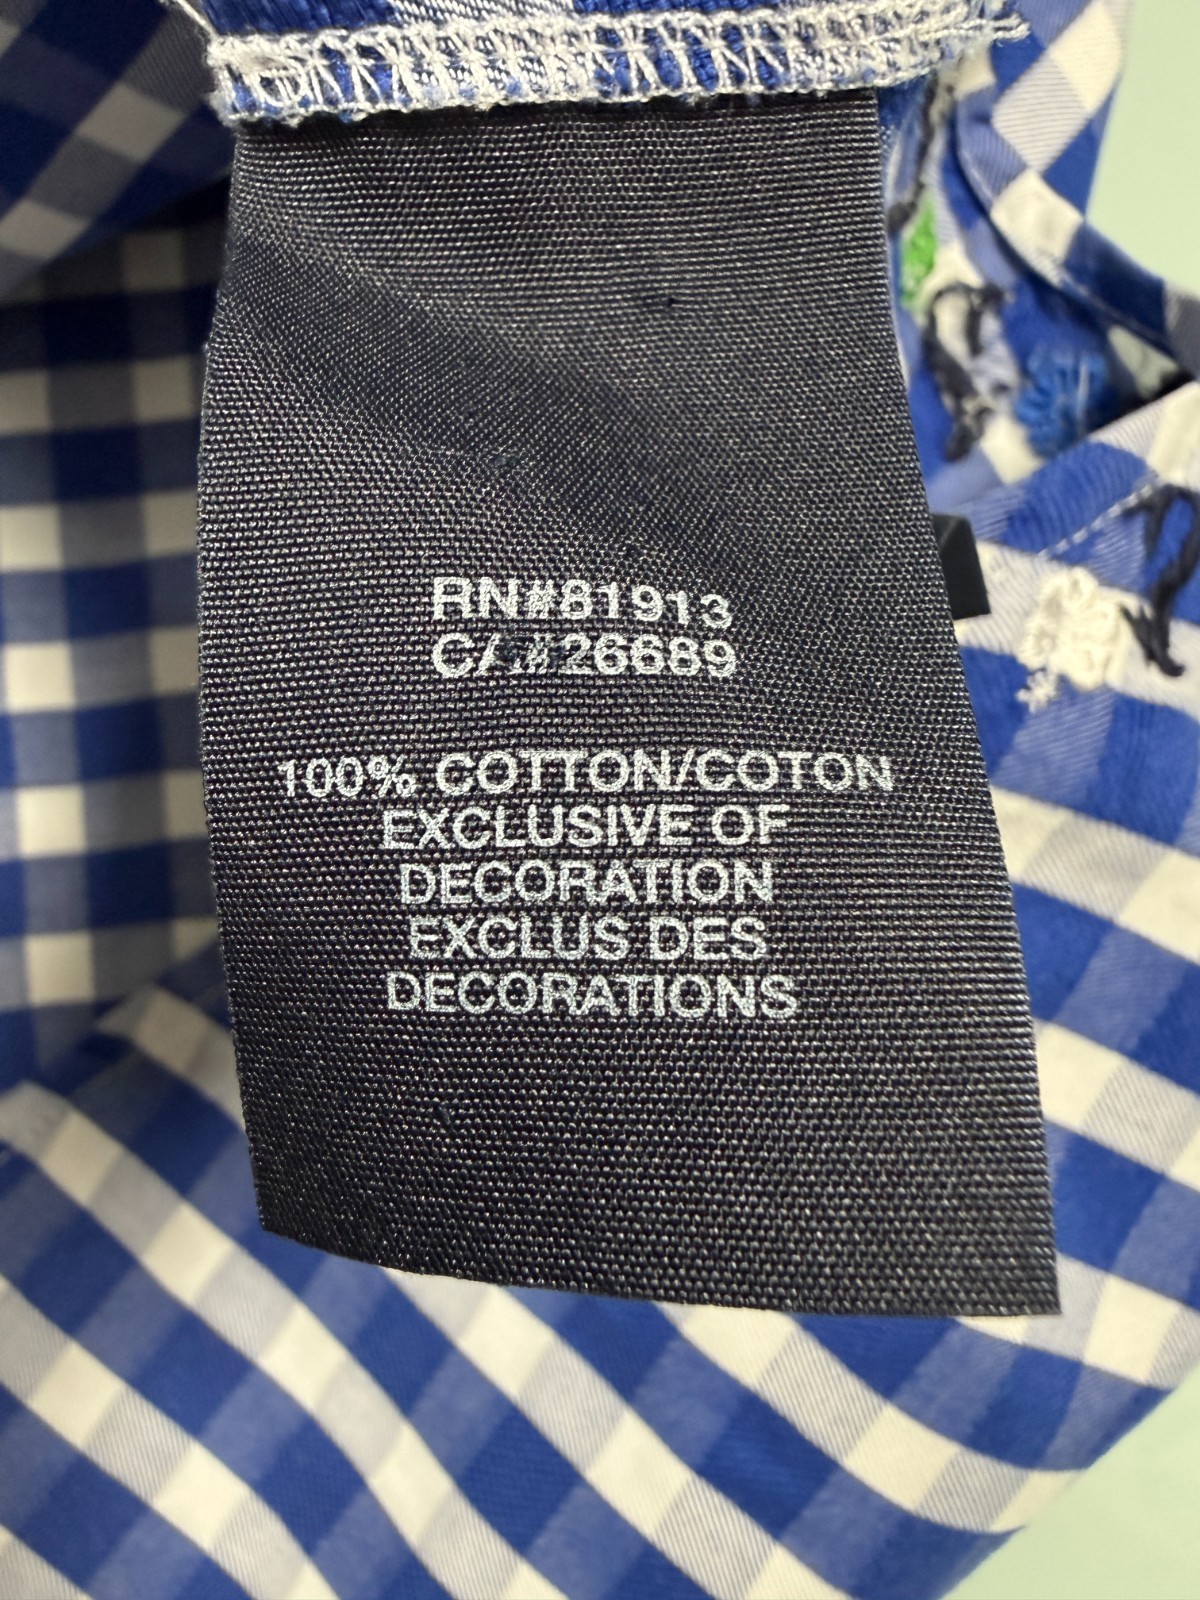 RN#81913
CA#26689
100% COTTON/COTON
EXCLUSIVE OF
DECORATION
EXCLUS DES
DECORATIONS